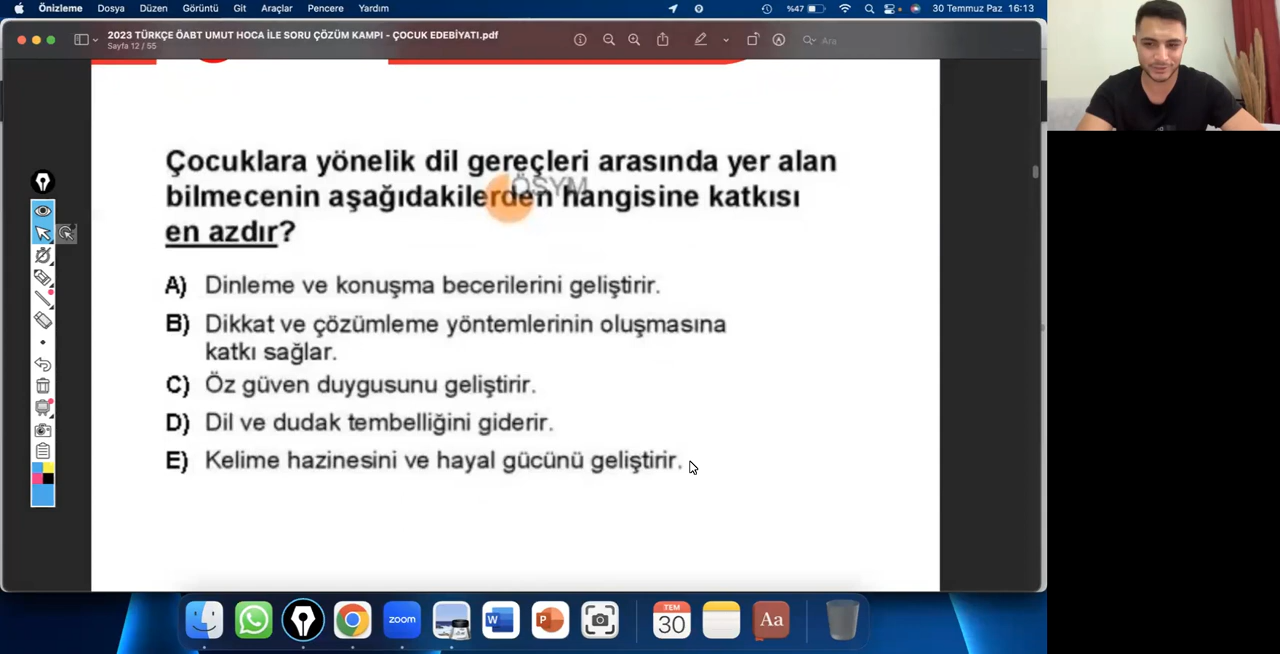 Önizleme Dosya Düzen Görüntü Git Araçlar Pencere Yardım %47 30 Temmuz Paz 16:13
2023 TÜRKÇE ÖABT UMUT HOCA İLE SORU ÇÖZÜM KAMPI - ÇOCUK EDEBİYATI.pdf
Sayfa 12 / 55
Ara
Çocuklara yönelik dil gereçleri arasında yer alan
ÖSYM
bilmecenin aşağıdakilerden hangisine katkısı
en azdır?
A) Dinleme ve konuşma becerilerini geliştirir.
B) Dikkat ve çözümleme yöntemlerinin oluşmasına
katkı sağlar.
C) Öz güven duygusunu geliştirir.
D) Dil ve dudak tembelliğini giderir.
E) Kelime hazinesini ve hayal gücünü geliştirir.
zoom
W
P
TEM
30
Aa